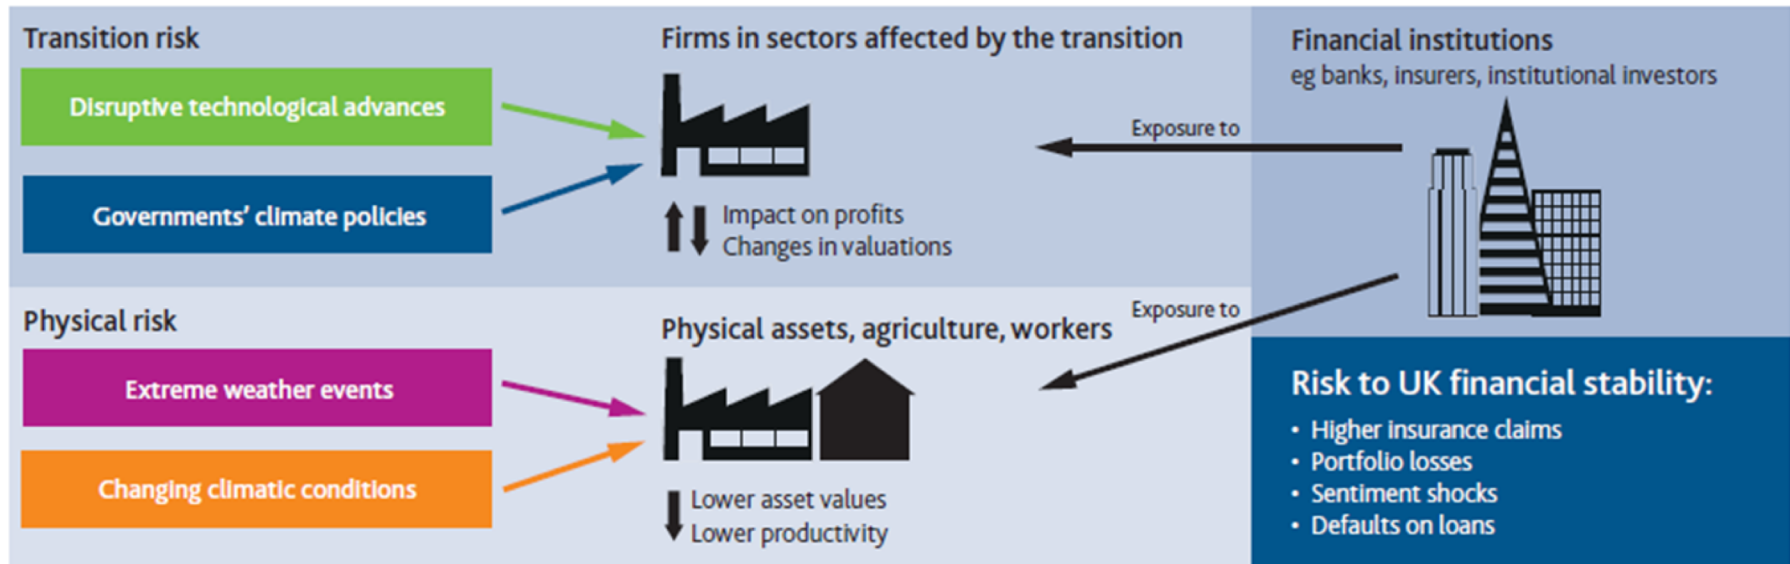 Transition risk
Disruptive technological advances
Governments' climate policies
Firms in sectors affected by the transition
Impact on profits
Changes in valuations
Exposure to
Financial institutions
eg banks, insurers, institutional investors
Physical risk
Extreme weather events
Changing climatic conditions
Physical assets, agriculture, workers
Lower asset values
Lower productivity
Exposure to
Risk to UK financial stability:
• Higher insurance claims
• Portfolio losses
• Sentiment shocks
• Defaults on loans